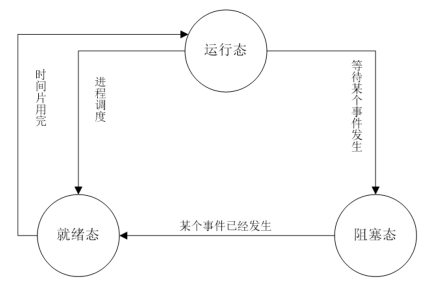 运行态
时间片用完
进程调度
等待某个事件发生
某个事件已经发生
就绪态
阻塞态